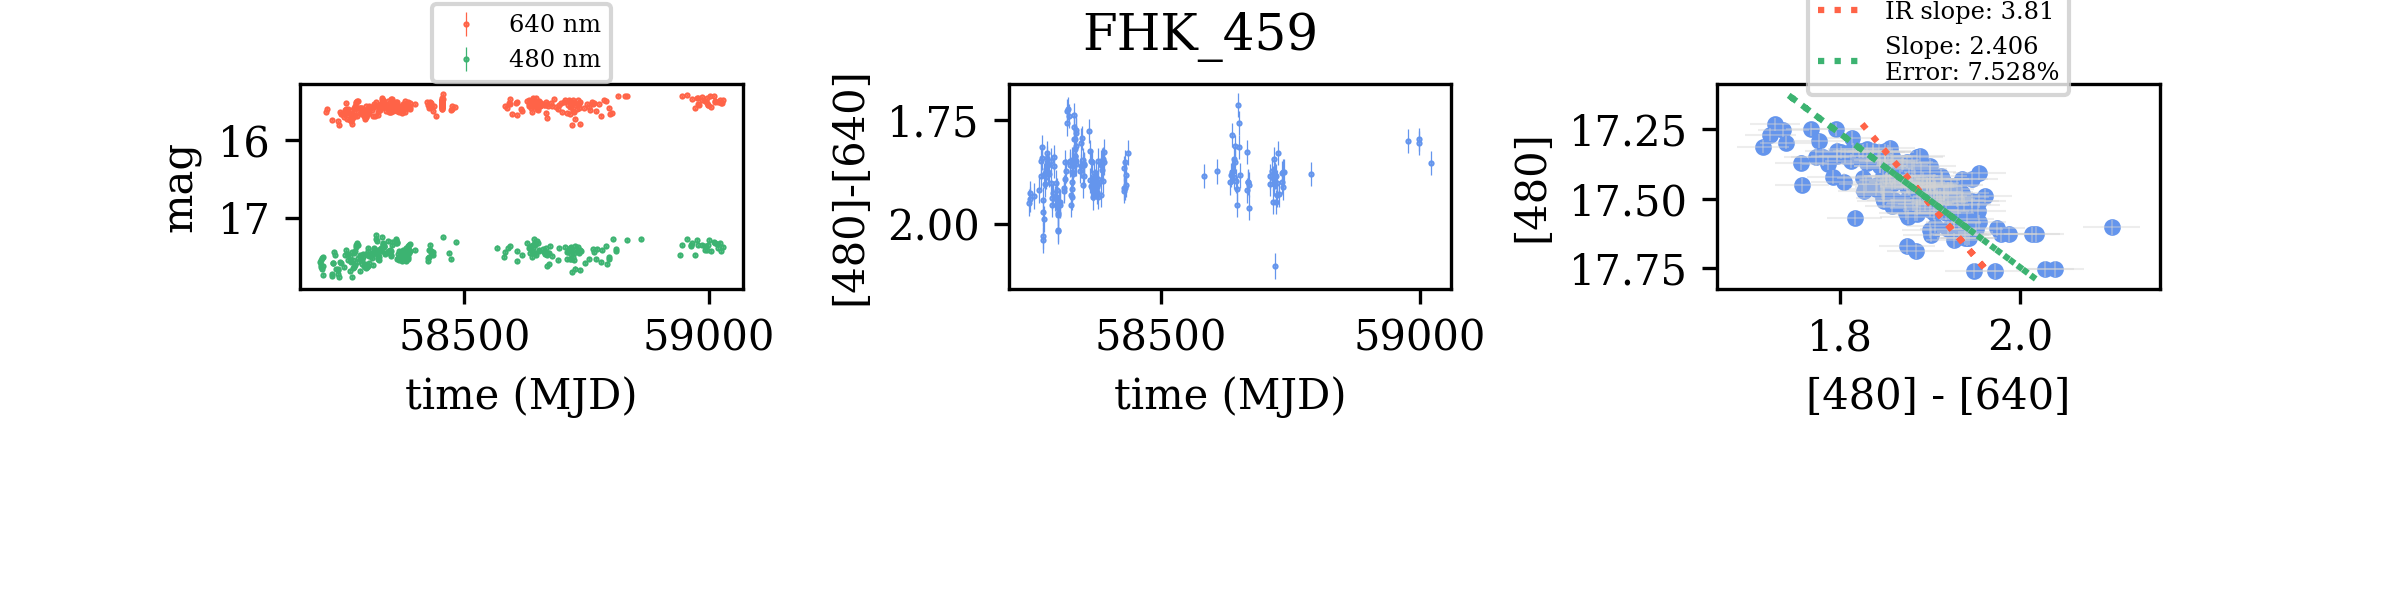 640 nm
480 nm
mag
16
17
58500
59000
time (MJD)
FHK_459
[480]-[640]
1.75
2.00
58500
59000
time (MJD)
IR slope: 3.81
Slope: 2.406
Error: 7.528%
[480]
17.25
17.50
17.75
1.8
2.0
[480] - [640]